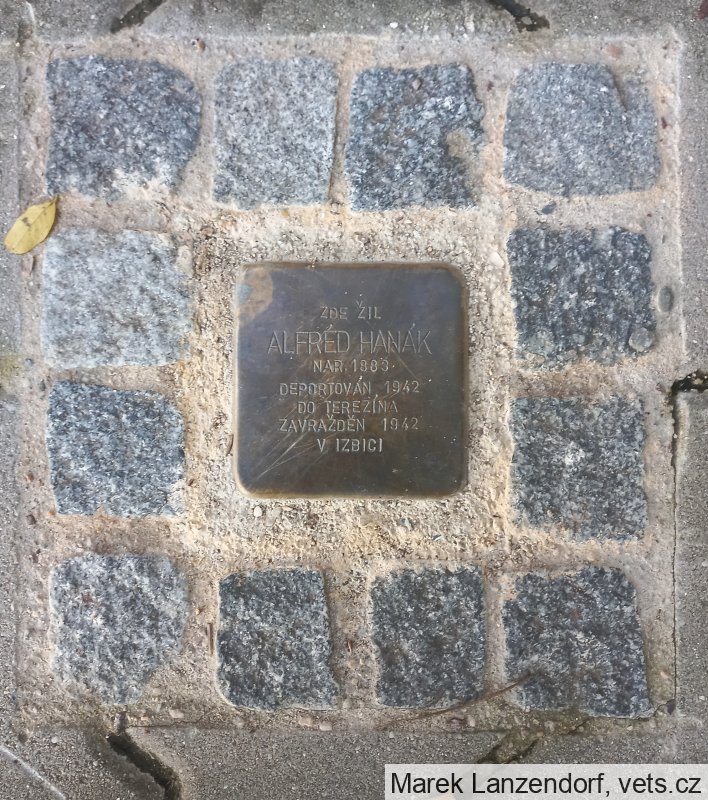 ZDE ŽIL
ALFRÉD HANÁK
NAR. 1883
DEPORTOVÁN 1942
DO TEREZÍNA
ZAVRAŽDĚN 1942
V IZBICI
Marek Lanzendorf, vets.cz